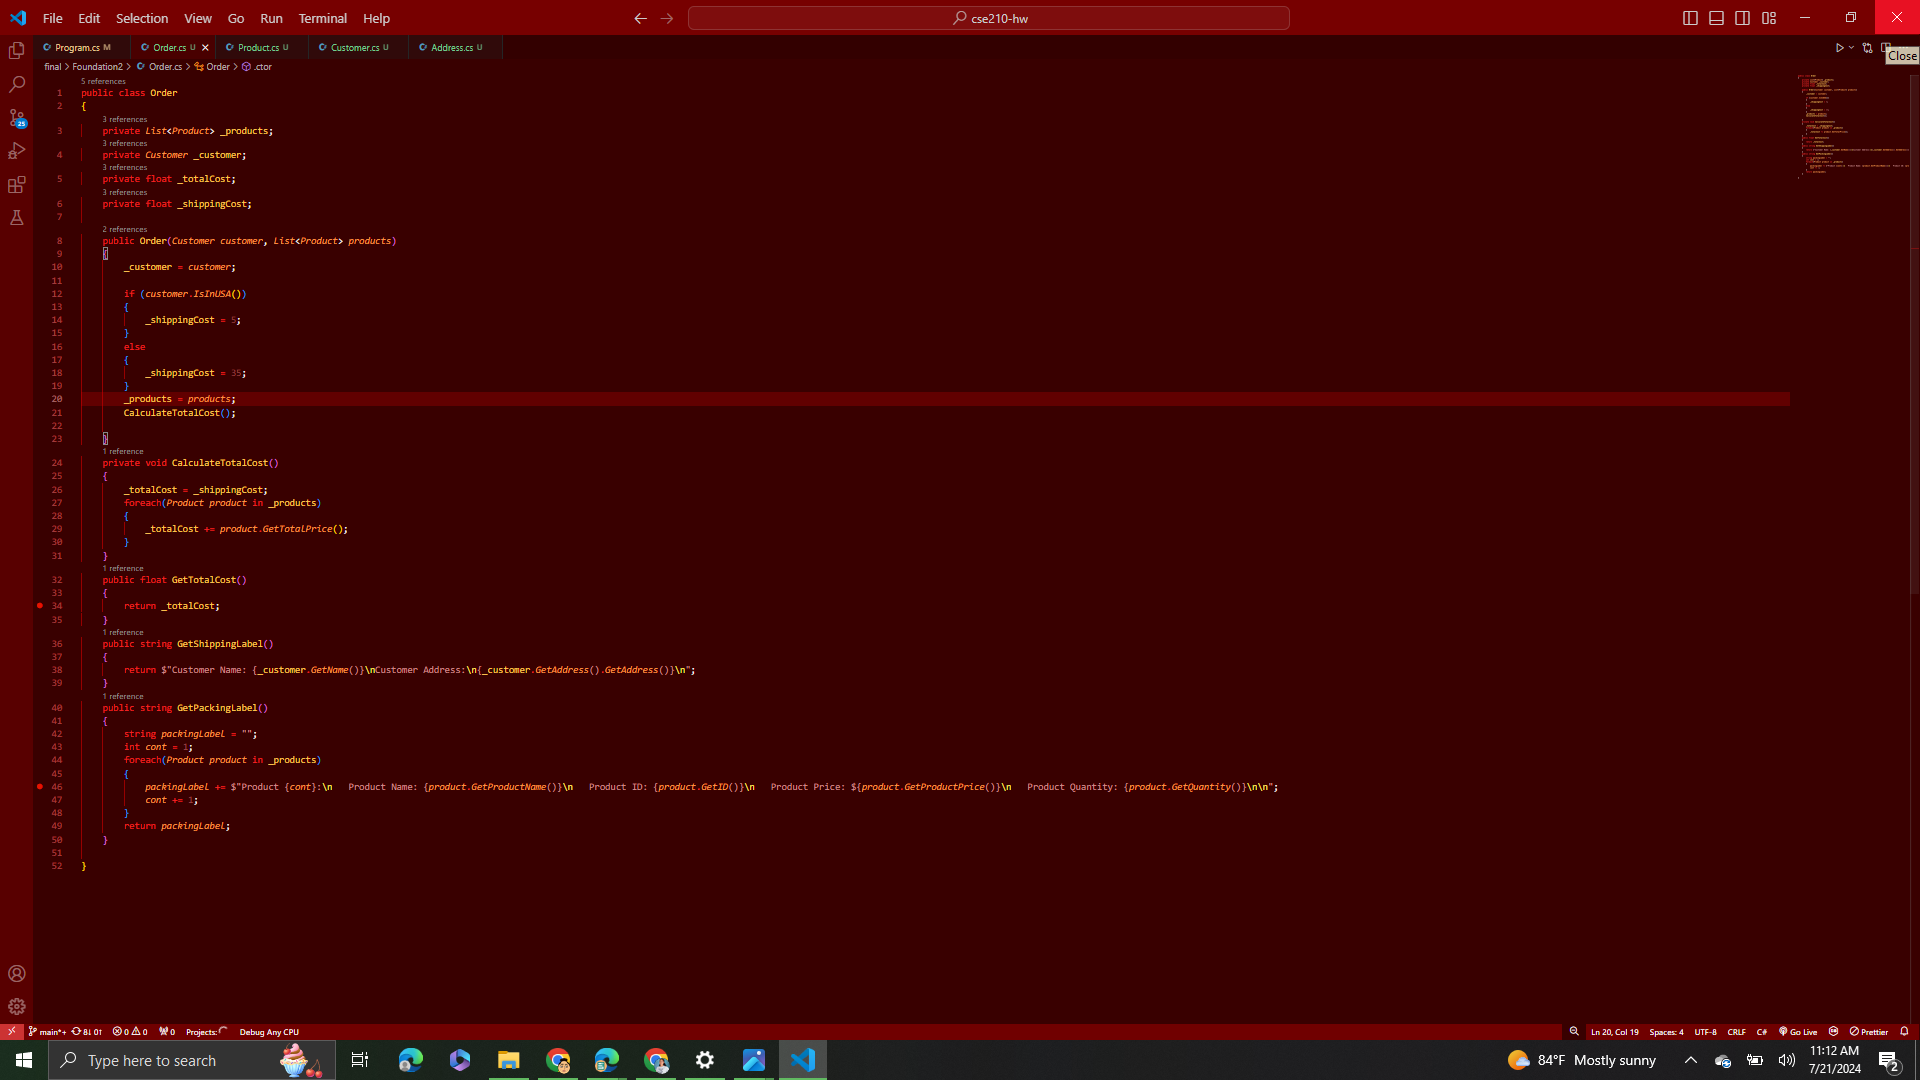 File Edit Selection View Go Run Terminal Help cse210-hw
Program.cs M Order.cs U Product.cs U Customer.cs U Address.cs U
Close
final > Foundation2 > Order.cs > Order > .ctor
5 references
1 public class Order
2 {
3 references
3 private List<Product> _products;
3 references
4 private Customer _customer;
3 references
5 private float _totalCost;
3 references
6 private float _shippingCost;
7
2 references
8 public Order(Customer customer, List<Product> products)
9 {
10 _customer = customer;
11
12 if (customer.IsInUSA())
13 {
14 _shippingCost = 5;
15 }
16 else
17 {
18 _shippingCost = 35;
19 }
20 _products = products;
21 CalculateTotalCost();
22
23 }
1 reference
24 private void CalculateTotalCost()
25 {
26 _totalCost = _shippingCost;
27 foreach(Product product in _products)
28 {
29 _totalCost += product.GetTotalPrice();
30 }
31 }
1 reference
32 public float GetTotalCost()
33 {
34 return _totalCost;
35 }
1 reference
36 public string GetShippingLabel()
37 {
38 return $"Customer Name: {_customer.GetName()}\nCustomer Address:\n{_customer.GetAddress().GetAddress()}\n";
39 }
1 reference
40 public string GetPackingLabel()
41 {
42 string packingLabel = "";
43 int cont = 1;
44 foreach(Product product in _products)
45 {
46 packingLabel += $"Product {cont}:\n   Product Name: {product.GetProductName()}\n   Product ID: {product.GetID()}\n   Product Price: ${product.GetProductPrice()}\n   Product Quantity: {product.GetQuantity()}\n\n";
47 cont += 1;
48 }
49 return packingLabel;
50 }
51
52 }
25
main*+ 8↓ 0↑ 0 0 0 Projects: Debug Any CPU Ln 20, Col 19 Spaces: 4 UTF-8 CRLF C# Go Live Prettier
Type here to search 84°F Mostly sunny 11:12 AM
7/21/2024 2